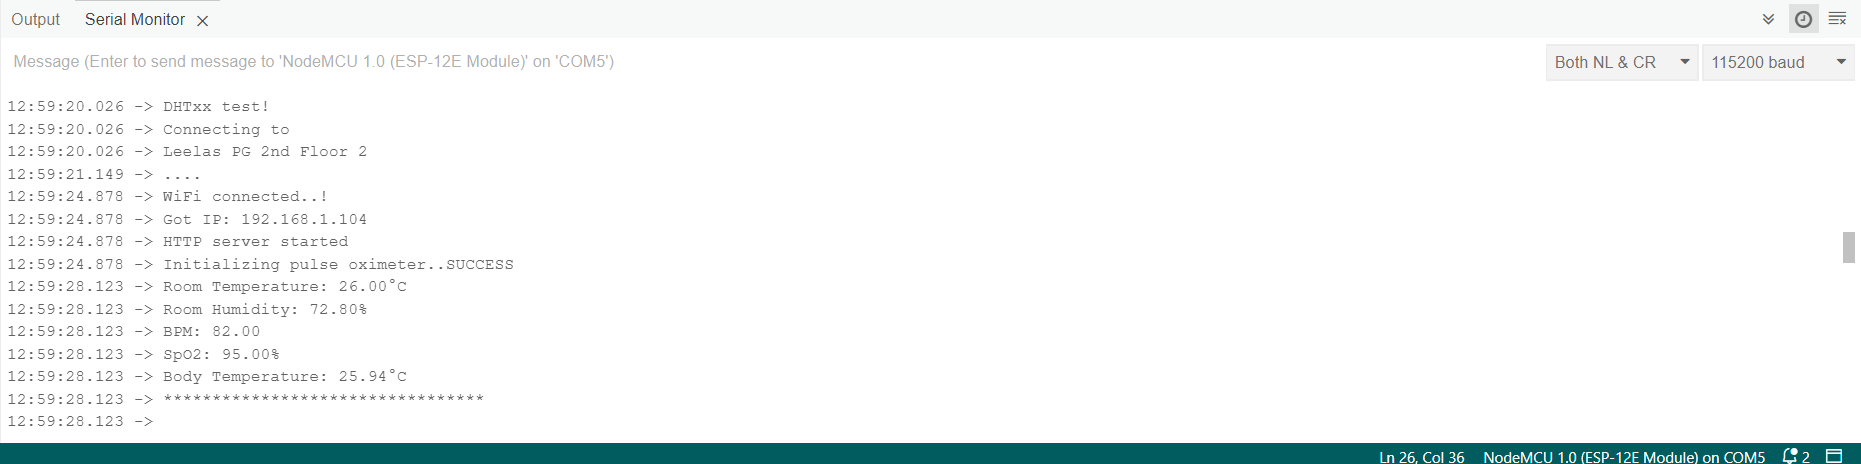 Output Serial Monitor
Message (Enter to send message to 'NodeMCU 1.0 (ESP-12E Module)' on 'COM5') Both NL & CR 115200 baud
12:59:20.026 -> DHTxx test!
12:59:20.026 -> Connecting to
12:59:20.026 -> Leelas PG 2nd Floor 2
12:59:21.149 -> ....
12:59:24.878 -> WiFi connected..!
12:59:24.878 -> Got IP: 192.168.1.104
12:59:24.878 -> HTTP server started
12:59:24.878 -> Initializing pulse oximeter..SUCCESS
12:59:28.123 -> Room Temperature: 26.00°C
12:59:28.123 -> Room Humidity: 72.80%
12:59:28.123 -> BPM: 82.00
12:59:28.123 -> SpO2: 95.00%
12:59:28.123 -> Body Temperature: 25.94°C
12:59:28.123 -> *********************************
12:59:28.123 ->
Ln 26, Col 36 NodeMCU 1.0 (ESP-12E Module) on COM5 2